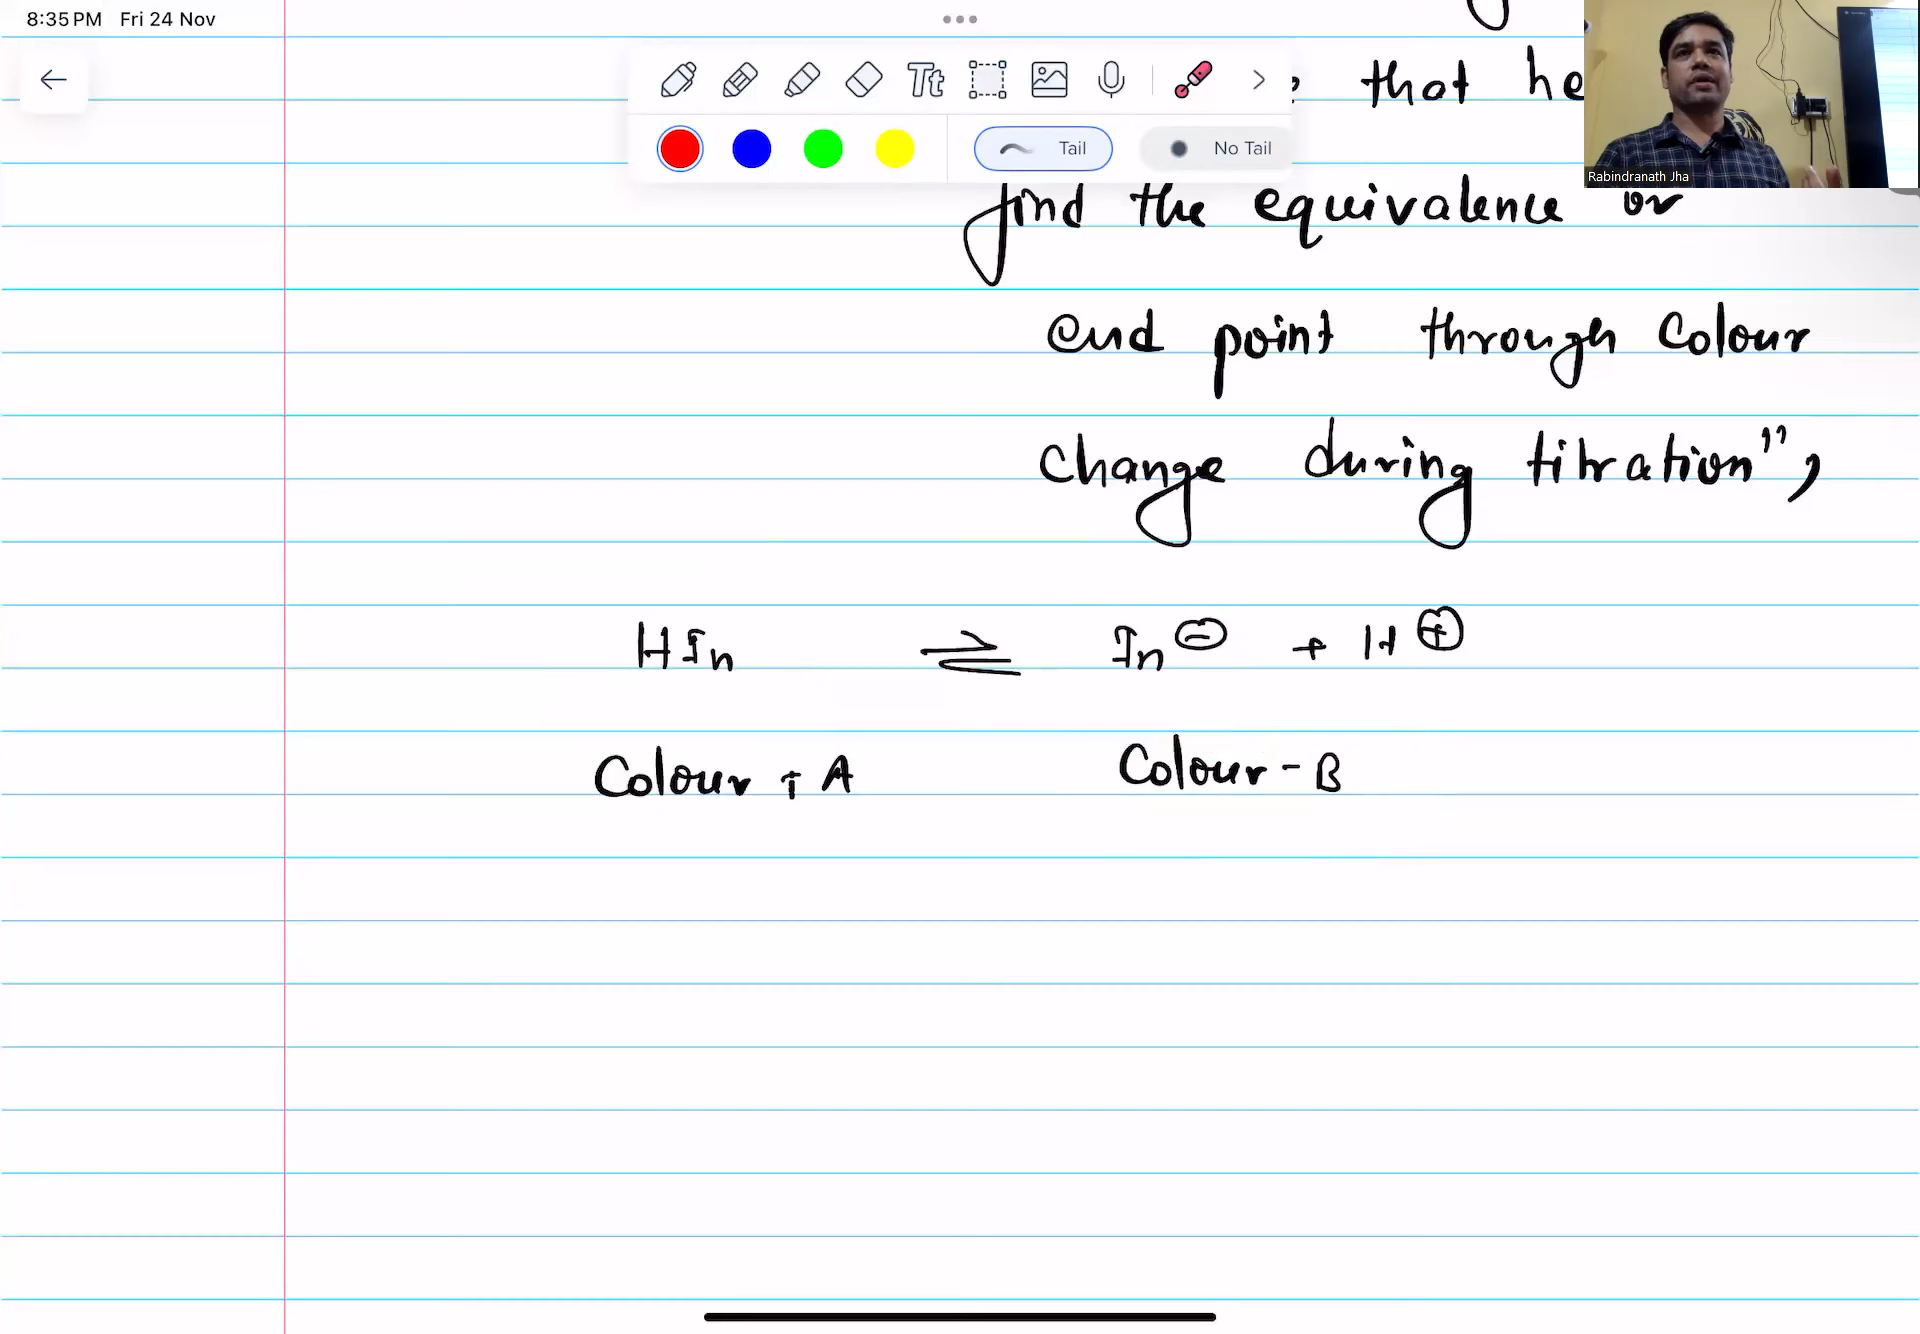 8:35 PM Fri 24 Nov
Tt
Tail
No Tail
Rabindranath Jha
that he
find the equivalence or
end point through Colour
change during titration",
HIn ⇌ In⊖ + H⊕
Colour - A Colour - B